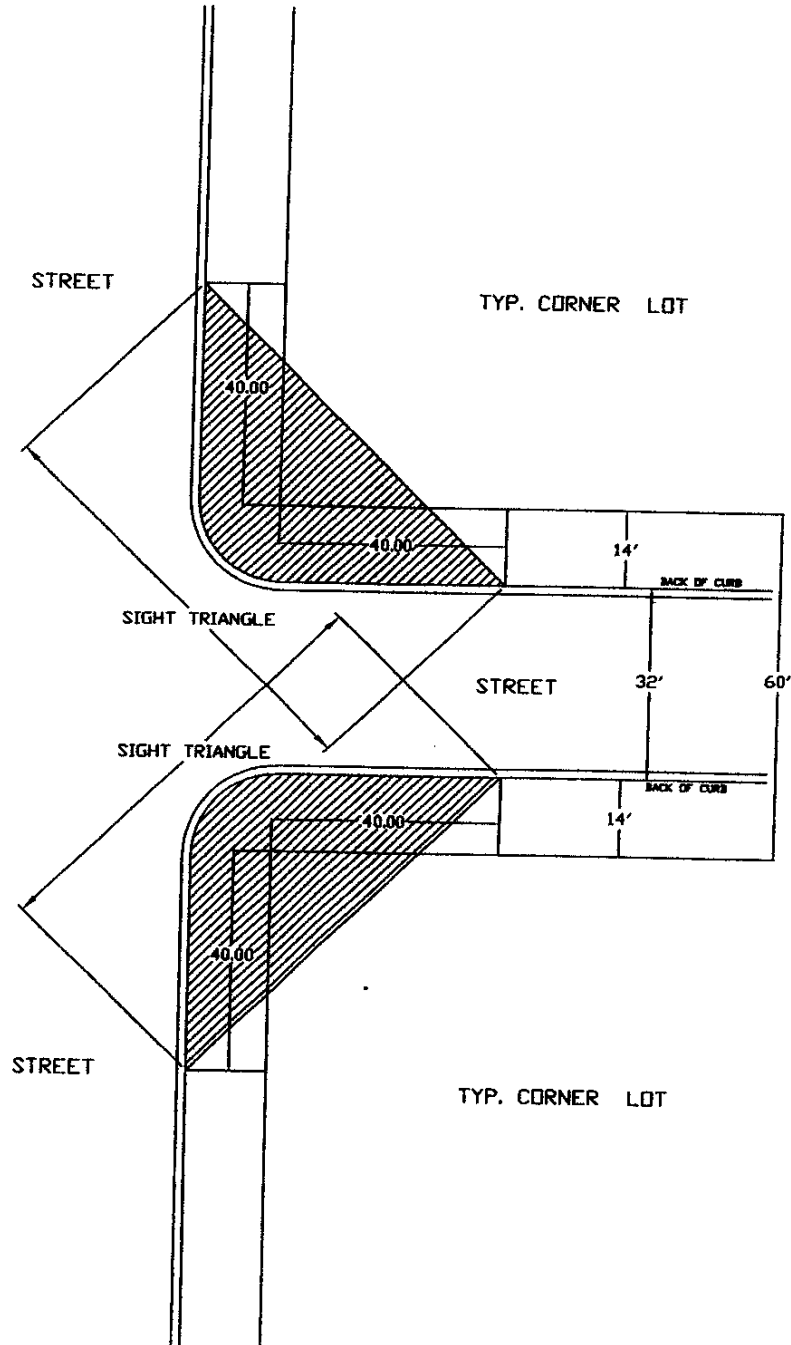 STREET
TYP. CORNER LOT
40.00
40.00
14'
BACK OF CURB
SIGHT TRIANGLE
STREET
32'
60'
SIGHT TRIANGLE
BACK OF CURB
40.00
14'
40.00
STREET
TYP. CORNER LOT